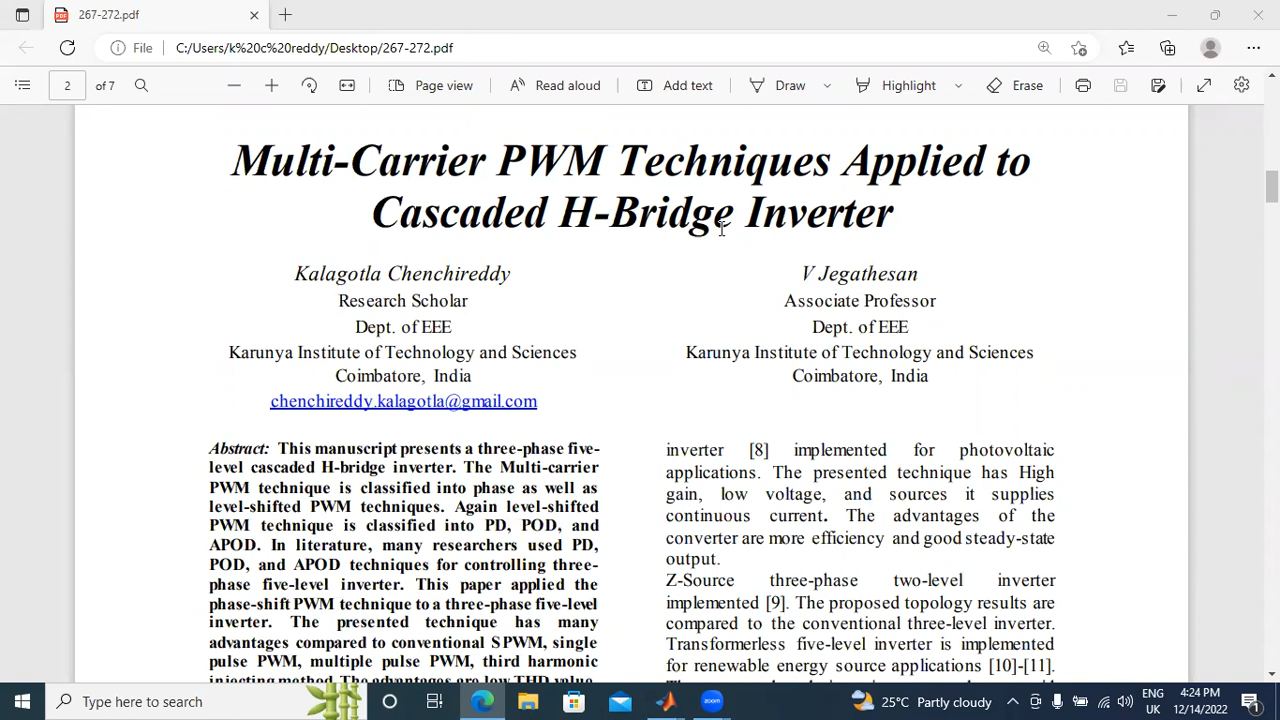 267-272.pdf
File C:/Users/k%20c%20reddy/Desktop/267-272.pdf
2 of 7 Page view Read aloud Add text Draw Highlight Erase
Multi-Carrier PWM Techniques Applied to
Cascaded H-Bridge Inverter
Kalagotla Chenchireddy
Research Scholar
Dept. of EEE
Karunya Institute of Technology and Sciences
Coimbatore, India
chenchireddy.kalagotla@gmail.com
V Jegathesan
Associate Professor
Dept. of EEE
Karunya Institute of Technology and Sciences
Coimbatore, India
Abstract: This manuscript presents a three-phase five-
level cascaded H-bridge inverter. The Multi-carrier
PWM technique is classified into phase as well as
level-shifted PWM techniques. Again level-shifted
PWM technique is classified into PD, POD, and
APOD. In literature, many researchers used PD,
POD, and APOD techniques for controlling three-
phase five-level inverter. This paper applied the
phase-shift PWM technique to a three-phase five-level
inverter. The presented technique has many
advantages compared to conventional SPWM, single
pulse PWM, multiple pulse PWM, third harmonic
injecting method. The advantages are low THD value,
inverter [8] implemented for photovoltaic
applications. The presented technique has High
gain, low voltage, and sources it supplies
continuous current. The advantages of the
converter are more efficiency and good steady-state
output.
Z-Source three-phase two-level inverter
implemented [9]. The proposed topology results are
compared to the conventional three-level inverter.
Transformerless five-level inverter is implemented
for renewable energy source applications [10]-[11].
Type here to search
25°C Partly cloudy
ENG
UK
4:24 PM
12/14/2022
1